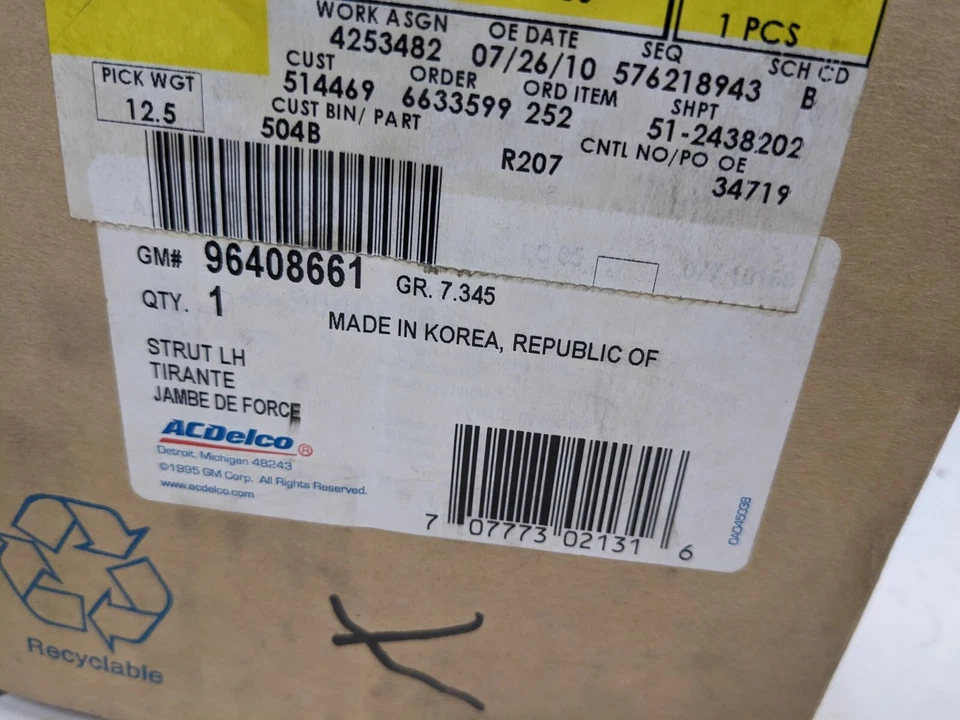 1 PCS
WORK ASGN OE DATE SEQ SCH CD
4253482 07/26/10 576218943 B
PICK WGT CUST ORDER ORD ITEM SHPT
12.5 514469 6633599 252 51-2438202
CUST BIN/ PART CNTL NO/PO OE
504B R207 34719
GM# 96408661 GR. 7.345
QTY. 1 MADE IN KOREA, REPUBLIC OF
STRUT LH
TIRANTE
JAMBE DE FORCE
ACDelco ®
Detroit, Michigan 48243
©1995 GM Corp. All Rights Reserved.
www.acdelco.com
7 07773 02131 6
0AD4503B
Recyclable